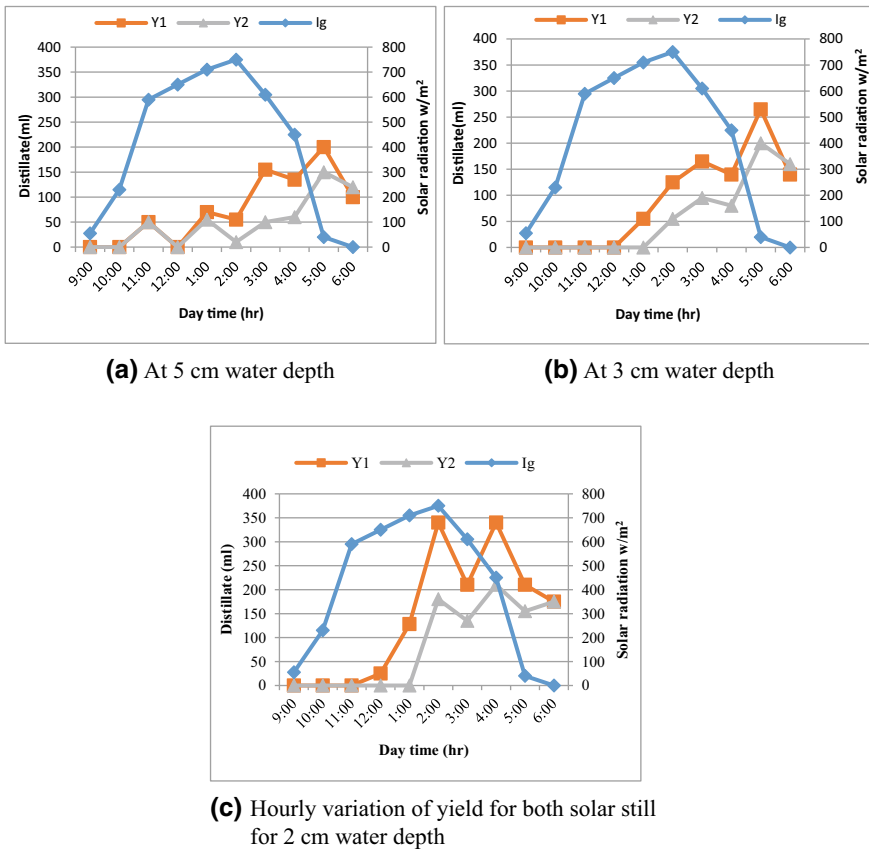 Y1 Y2 Ig
Distillate(ml)
400
350
300
250
200
150
100
50
0
800
700
600
500
400
300
200
100
0
Solar radiation w/m²
9:00 10:00 11:00 12:00 1:00 2:00 3:00 4:00 5:00 6:00
Day time (hr)
(a) At 5 cm water depth
Y1 Y2 Ig
Distillate(ml)
400
350
300
250
200
150
100
50
0
800
700
600
500
400
300
200
100
0
Solar radiation w/m²
9:00 10:00 11:00 12:00 1:00 2:00 3:00 4:00 5:00 6:00
Day time (hr)
(b) At 3 cm water depth
Y1 Y2 Ig
Distillate (ml)
400
350
300
250
200
150
100
50
0
800
700
600
500
400
300
200
100
0
Solar radiation w/m²
9:00 10:00 11:00 12:00 1:00 2:00 3:00 4:00 5:00 6:00
Day time (hr)
(c) Hourly variation of yield for both solar still
for 2 cm water depth